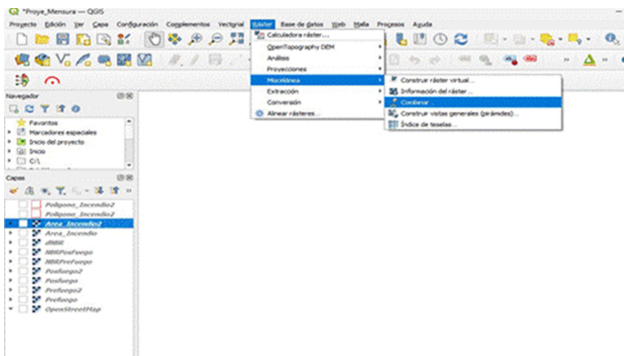 *Proye_Mensura — QGIS
Proyecto Edición Ver Capa Configuración Complementos Vectorial Ráster Base de datos Web Malla Procesos Ayuda
Calculadora ráster...
OpenTopography DEM
Análisis
Proyecciones
Miscelánea
Extracción
Conversión
Alinear rásteres...
Construir ráster virtual...
Información del ráster...
Combinar...
Construir vistas generales (pirámides)...
Índice de teselas...
Navegador
Favoritos
Marcadores espaciales
Inicio del proyecto
Inicio
C:\
Capas
Poligono_Incendio2
Poligono_Incendio2
Area_Incendio2
Area_Incendio
dNBR
NBRPosFuego
NBRPreFuego
Posfuego2
Posfuego
Prefuego2
Prefuego
OpenStreetMap